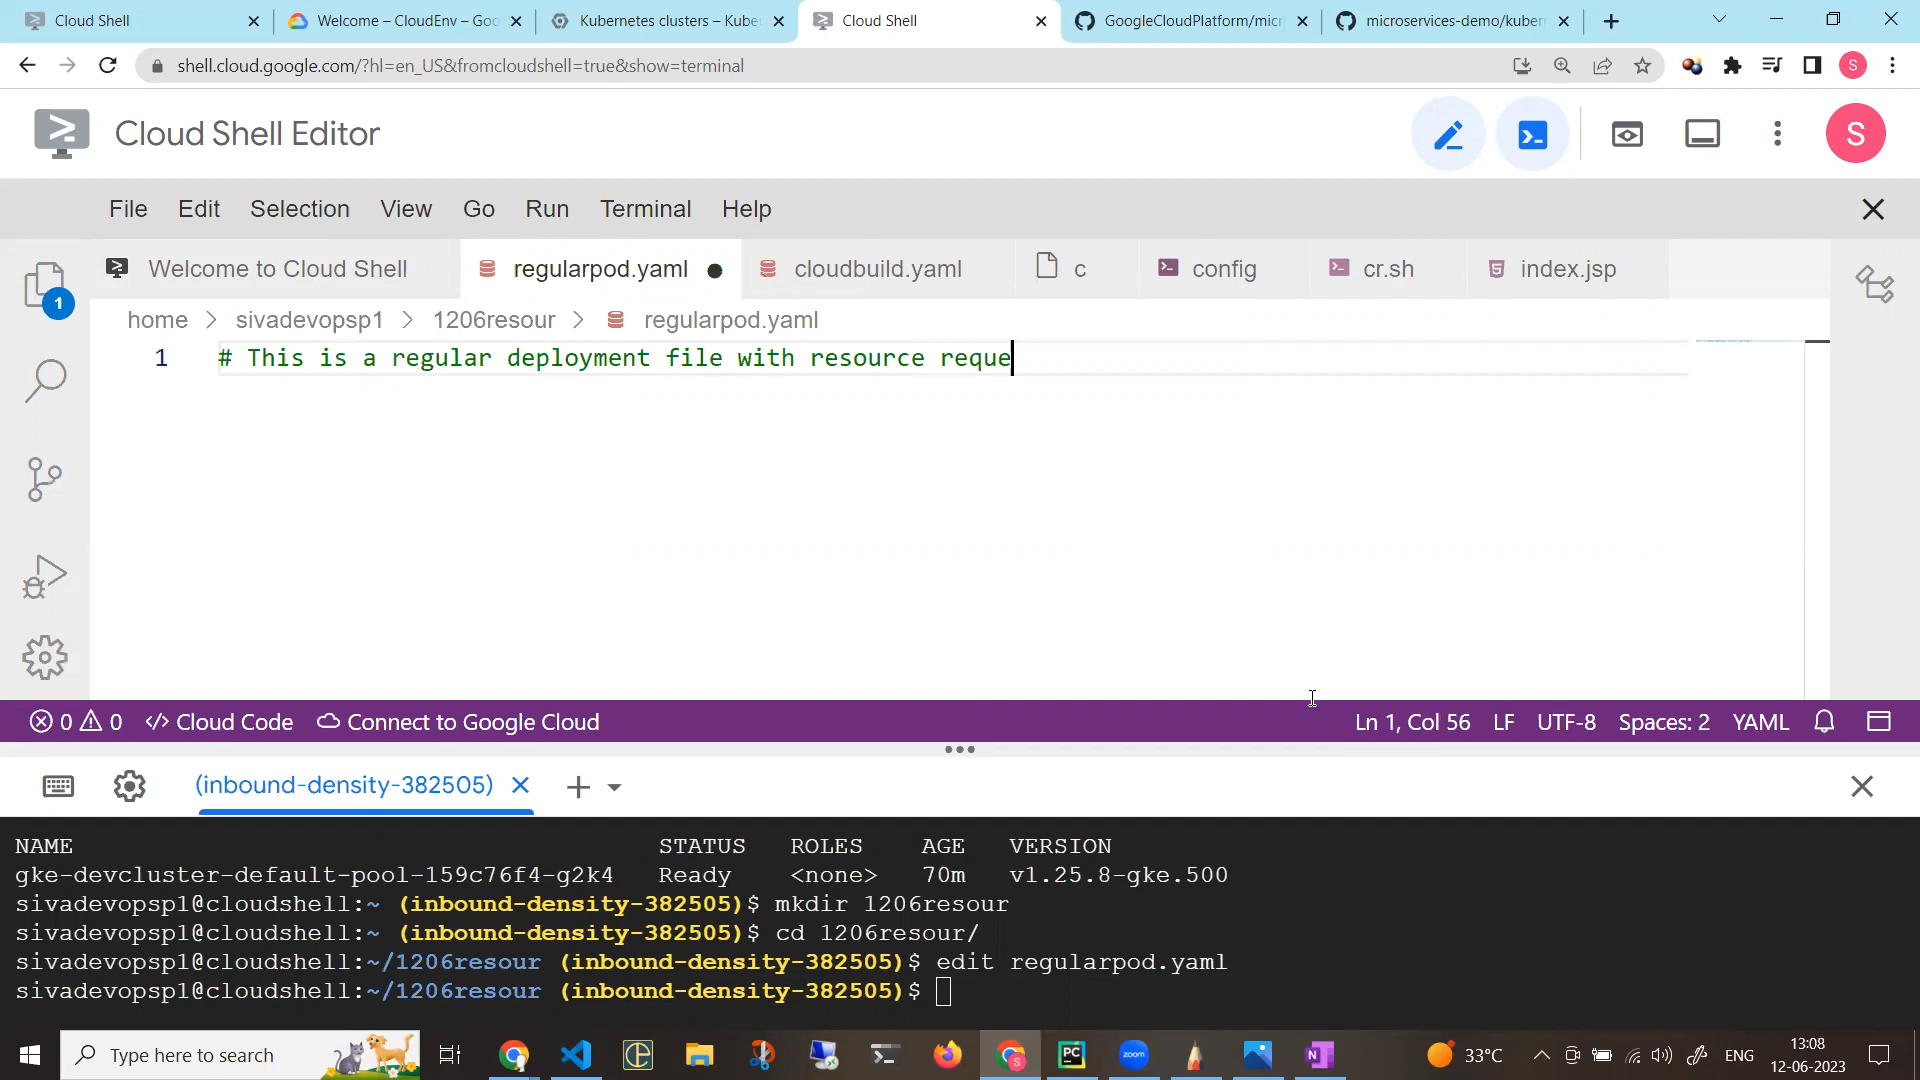 Cloud Shell
Welcome – CloudEnv – Goo
Kubernetes clusters – Kube
Cloud Shell
GoogleCloudPlatform/micr
microservices-demo/kuber
shell.cloud.google.com/?hl=en_US&fromcloudshell=true&show=terminal
S
Cloud Shell Editor
S
File Edit Selection View Go Run Terminal Help
Welcome to Cloud Shell
regularpod.yaml
cloudbuild.yaml
c
config
cr.sh
index.jsp
1
home > sivadevopsp1 > 1206resour > regularpod.yaml
1 # This is a regular deployment file with resource reque
0 0 </> Cloud Code Connect to Google Cloud Ln 1, Col 56 LF UTF-8 Spaces: 2 YAML
(inbound-density-382505)
NAME STATUS ROLES AGE VERSION
gke-devcluster-default-pool-159c76f4-g2k4 Ready <none> 70m v1.25.8-gke.500
sivadevopsp1@cloudshell:~ (inbound-density-382505)$ mkdir 1206resour
sivadevopsp1@cloudshell:~ (inbound-density-382505)$ cd 1206resour/
sivadevopsp1@cloudshell:~/1206resour (inbound-density-382505)$ edit regularpod.yaml
sivadevopsp1@cloudshell:~/1206resour (inbound-density-382505)$
Type here to search
PC
zoom
S
N
33°C
ENG
13:08
12-06-2023